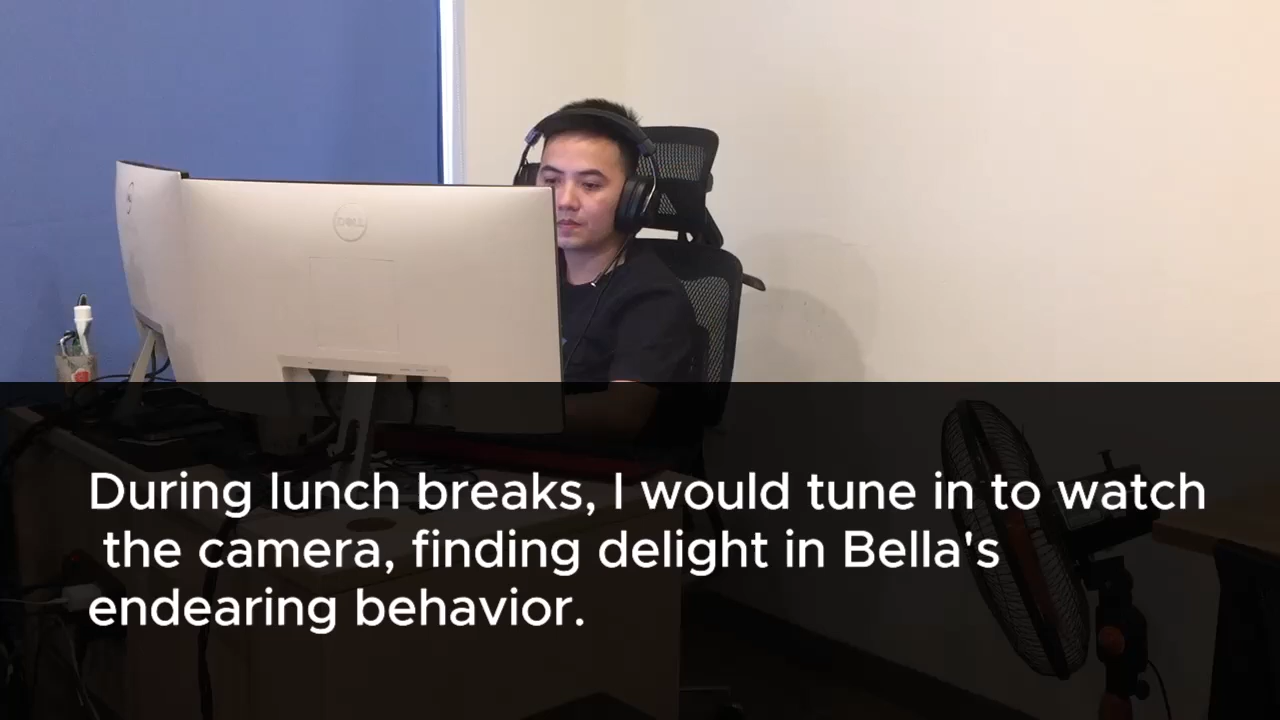 DELL
During lunch breaks, I would tune in to watch
the camera, finding delight in Bella's
endearing behavior.